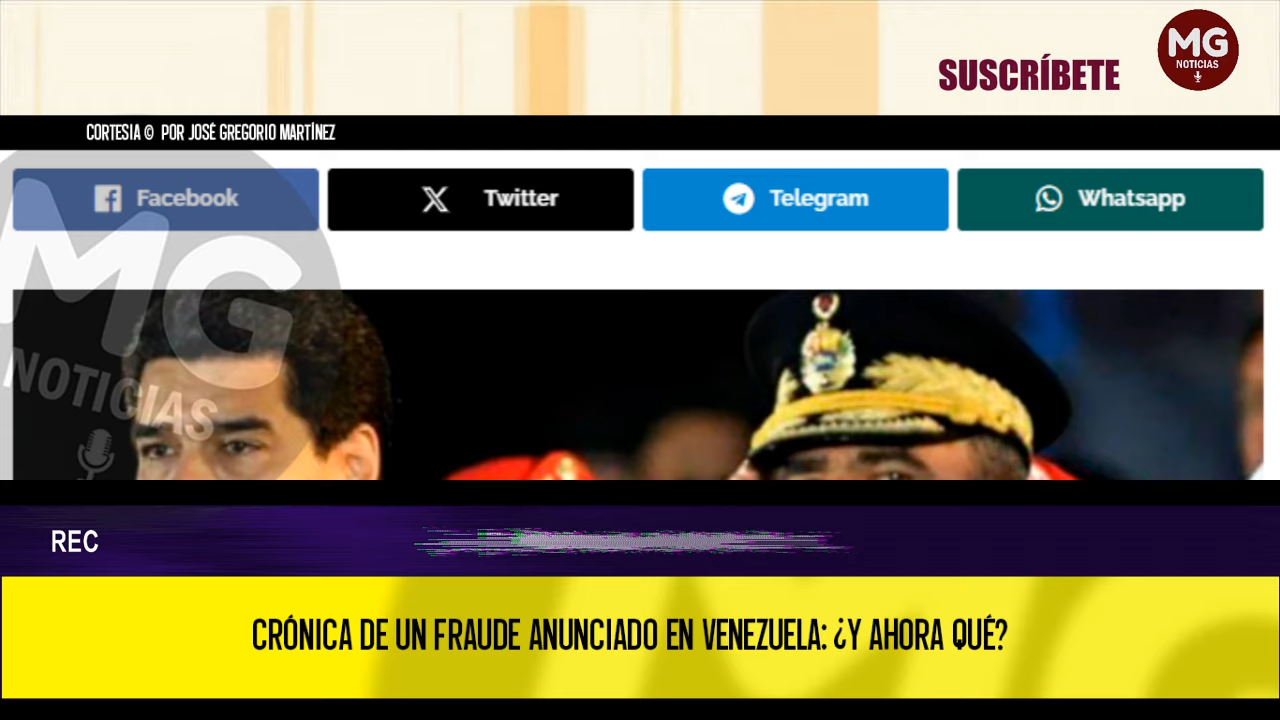 SUSCRÍBETE
MG
NOTICIAS
CORTESIA © POR JOSÉ GREGORIO MARTÍNEZ
Facebook
Twitter
Telegram
Whatsapp
MG
NOTICIAS
REC
CRÓNICA DE UN FRAUDE ANUNCIADO EN VENEZUELA: ¿Y AHORA QUÉ?